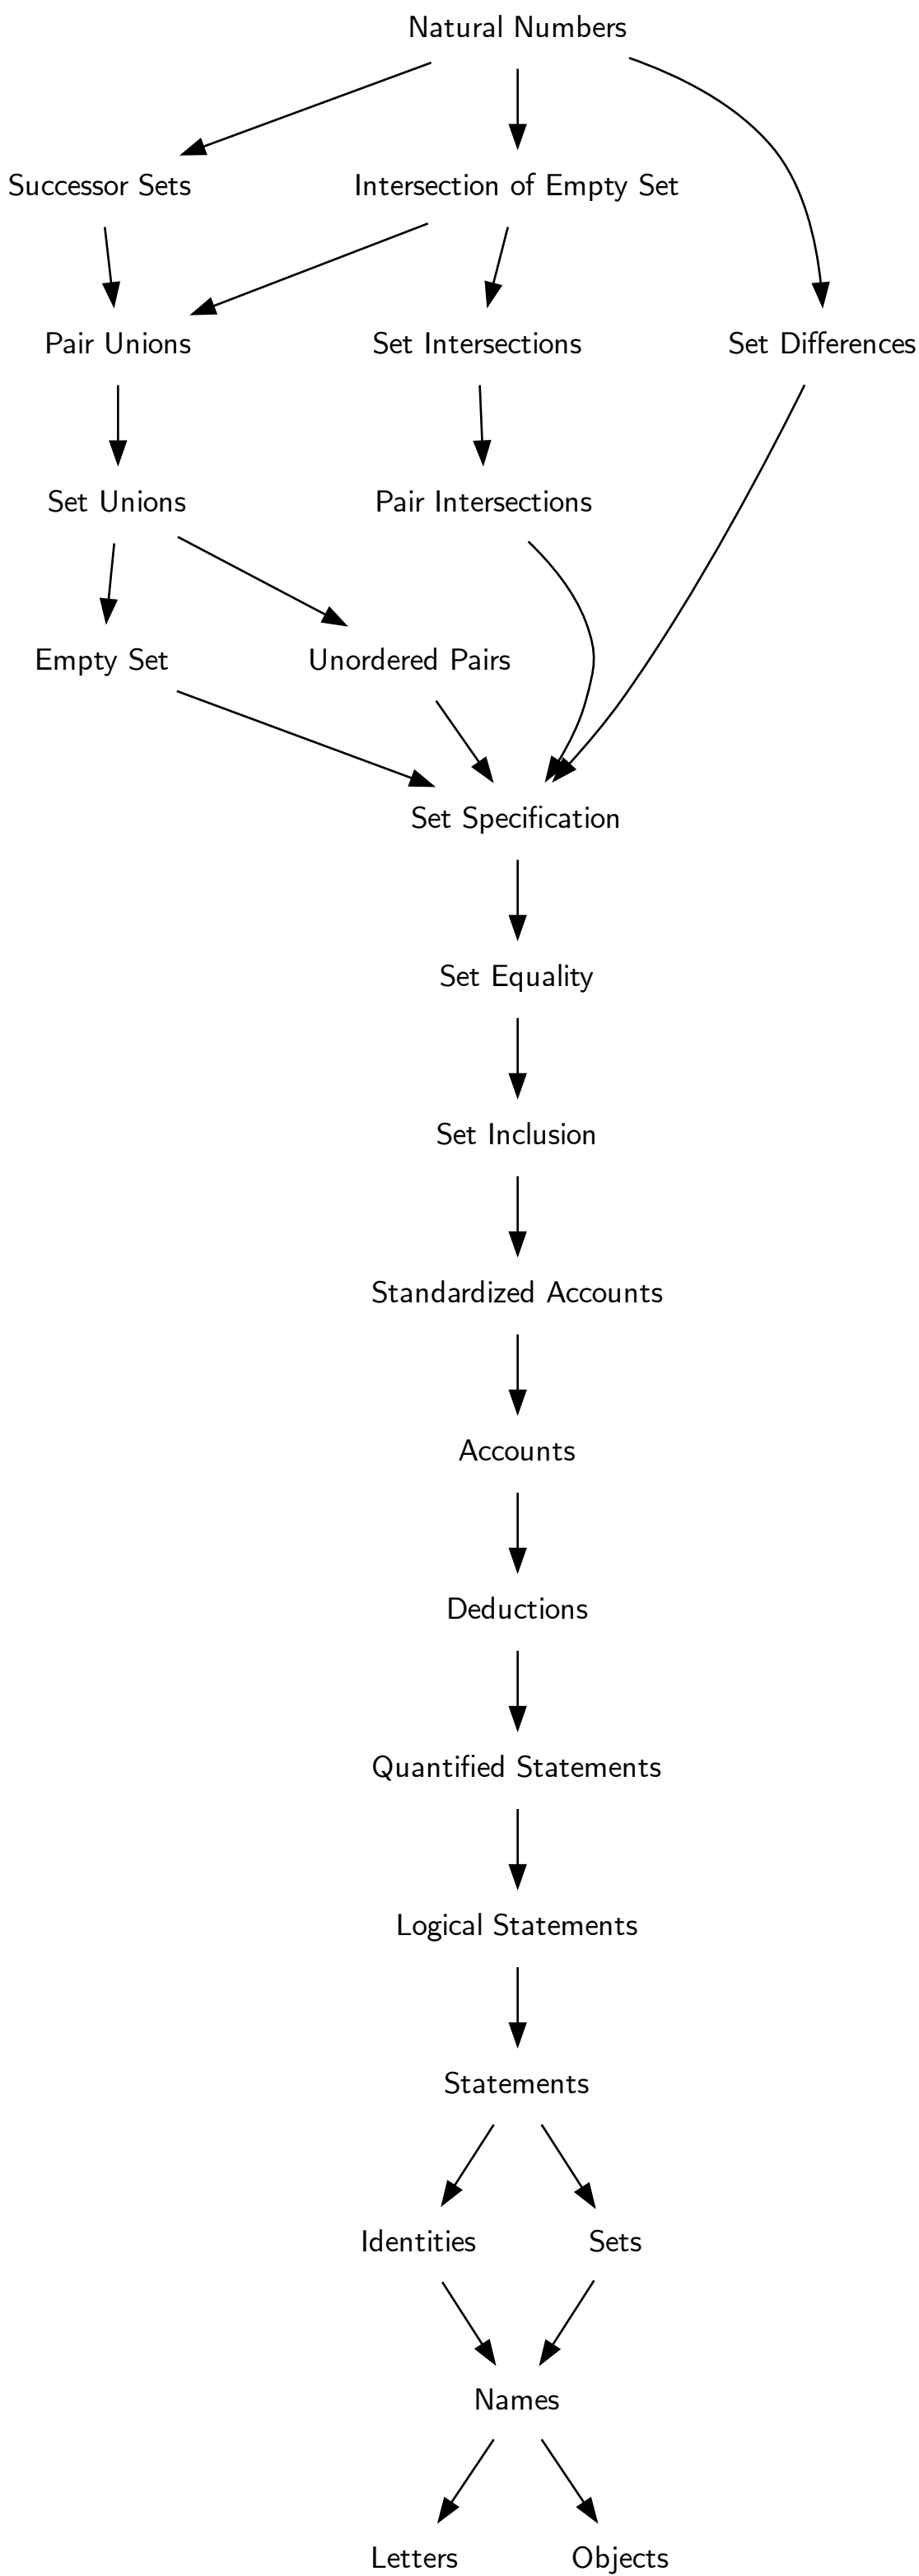 Natural Numbers
Successor Sets
Intersection of Empty Set
Pair Unions
Set Intersections
Set Differences
Set Unions
Pair Intersections
Empty Set
Unordered Pairs
Set Specification
Set Equality
Set Inclusion
Standardized Accounts
Accounts
Deductions
Quantified Statements
Logical Statements
Statements
Identities
Sets
Names
Letters
Objects